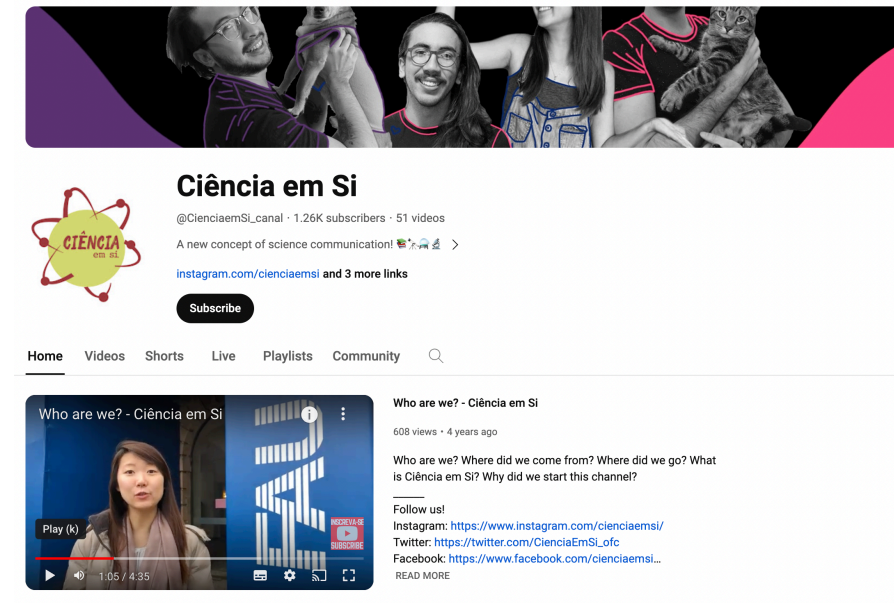 Ciência em Si
@CienciaemSi_canal · 1.26K subscribers · 51 videos
A new concept of science communication!
instagram.com/cienciaemsi and 3 more links
Subscribe
CIÊNCIA
em si
Home Videos Shorts Live Playlists Community
Who are we? - Ciência em Si
FAU
INSCREVA-SE
SUBSCRIBE
Play (k)
1:05 / 4:35
Who are we? - Ciência em Si
608 views • 4 years ago
Who are we? Where did we come from? Where did we go? What
is Ciência em Si? Why did we start this channel?
______
Follow us!
Instagram: https://www.instagram.com/cienciaemsi/
Twitter: https://twitter.com/CienciaEmSi_ofc
Facebook: https://www.facebook.com/cienciaemsi...
READ MORE